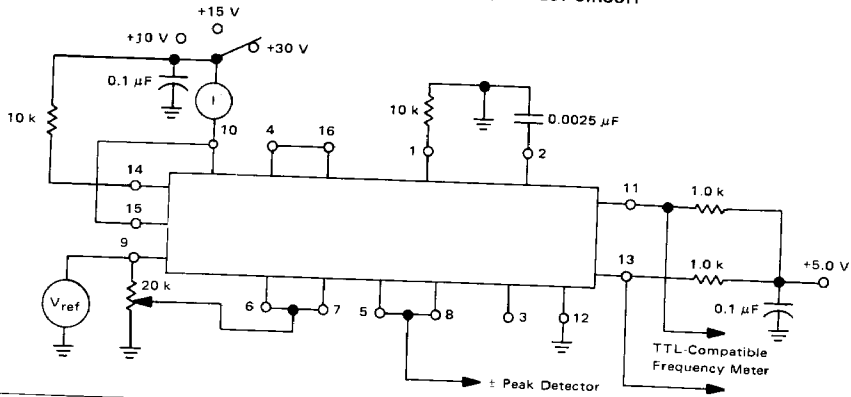 +15 V
+10 V
+30 V
0.1 µF
I
10 k
10
4
16
10 k
0.0025 µF
1
2
14
15
11
1.0 k
9
13
1.0 k
+5.0 V
20 k
Vref
6
7
5
8
3
12
0.1 µF
TTL-Compatible
Frequency Meter
± Peak Detector